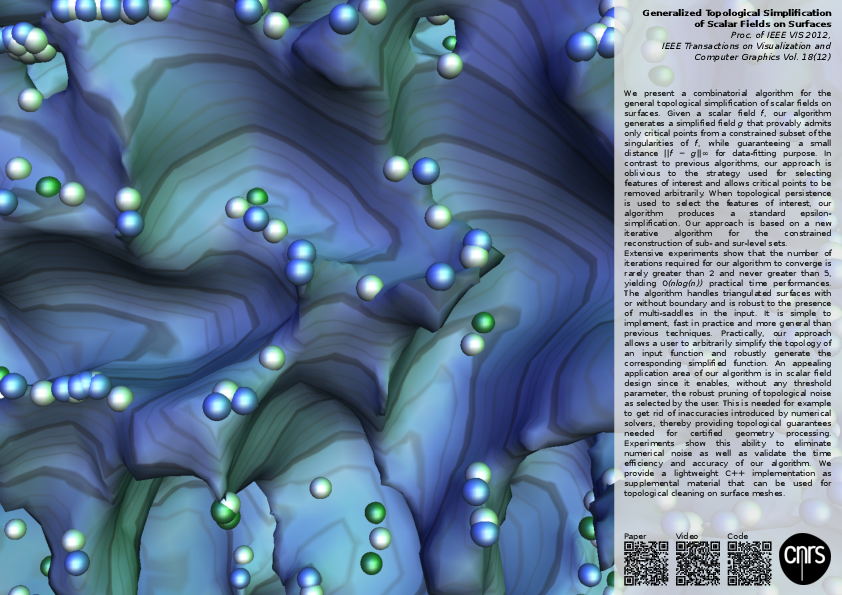 Generalized Topological Simplification
of Scalar Fields on Surfaces
Proc. of IEEE VIS 2012,
IEEE Transactions on Visualization and
Computer Graphics Vol. 18(12)
We present a combinatorial algorithm for the
general topological simplification of scalar fields on
surfaces. Given a scalar field f, our algorithm
generates a simplified field g that provably admits
only critical points from a constrained subset of the
singularities of f, while guaranteeing a small
distance ||f − g||∞ for data-fitting purpose. In
contrast to previous algorithms, our approach is
oblivious to the strategy used for selecting
features of interest and allows critical points to be
removed arbitrarily. When topological persistence
is used to select the features of interest, our
algorithm produces a standard epsilon-
simplification. Our approach is based on a new
iterative algorithm for the constrained
reconstruction of sub- and sur-level sets.
Extensive experiments show that the number of
iterations required for our algorithm to converge is
rarely greater than 2 and never greater than 5,
yielding O(nlog(n)) practical time performances.
The algorithm handles triangulated surfaces with
or without boundary and is robust to the presence
of multi-saddles in the input. It is simple to
implement, fast in practice and more general than
previous techniques. Practically, our approach
allows a user to arbitrarily simplify the topology of
an input function and robustly generate the
corresponding simplified function. An appealing
application area of our algorithm is in scalar field
design since it enables, without any threshold
parameter, the robust pruning of topological noise
as selected by the user. This is needed for example
to get rid of inaccuracies introduced by numerical
solvers, thereby providing topological guarantees
needed for certified geometry processing.
Experiments show this ability to eliminate
numerical noise as well as validate the time
efficiency and accuracy of our algorithm. We
provide a lightweight C++ implementation as
supplemental material that can be used for
topological cleaning on surface meshes.
Paper Video Code
cnrs